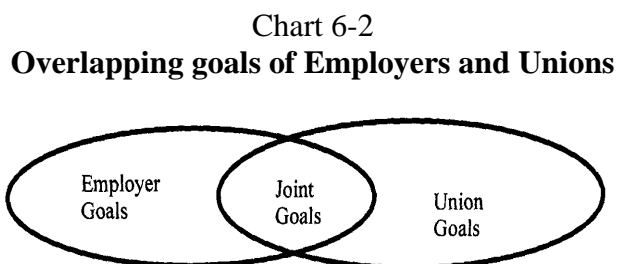 Chart 6-2
Overlapping goals of Employers and Unions
Employer
Goals
Joint
Goals
Union
Goals